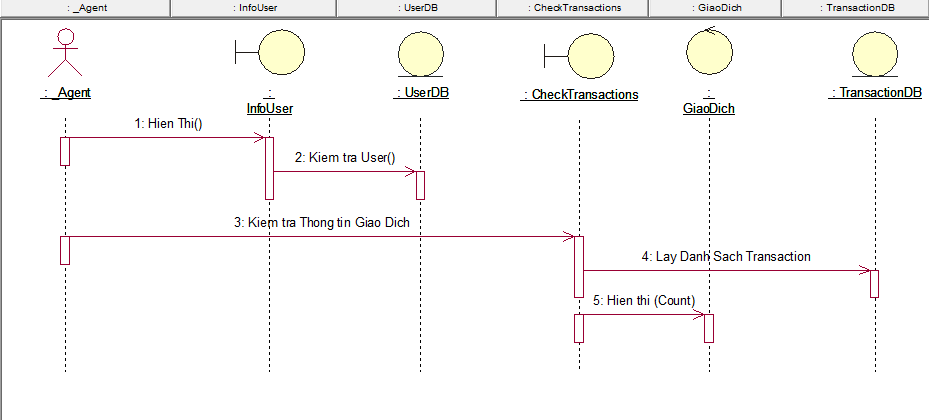 : _Agent
: InfoUser
: UserDB
: CheckTransactions
: GiaoDich
: TransactionDB
: _Agent
:
InfoUser
: UserDB
: CheckTransactions
:
GiaoDich
: TransactionDB
1: Hien Thi()
2: Kiem tra User()
3: Kiem tra Thong tin Giao Dich
4: Lay Danh Sach Transaction
5: Hien thi (Count)